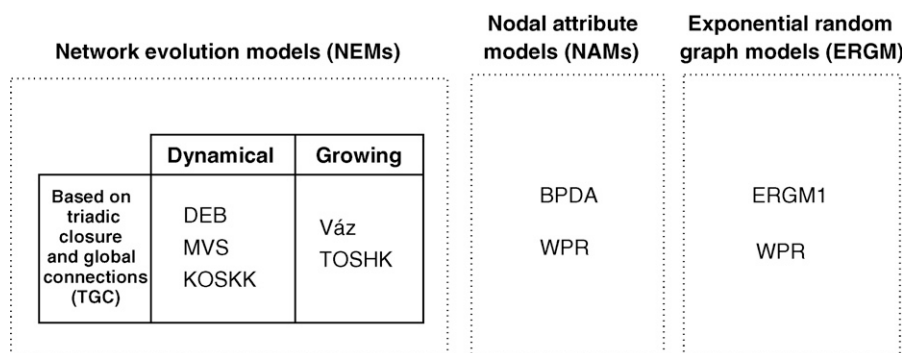 Network evolution models (NEMs)
Nodal attribute
models (NAMs)
Exponential random
graph models (ERGM)
Dynamical Growing
Based on
triadic
closure
and global
connections
(TGC)
DEB
MVS
KOSKK
Váz
TOSHK
BPDA
WPR
ERGM1
WPR